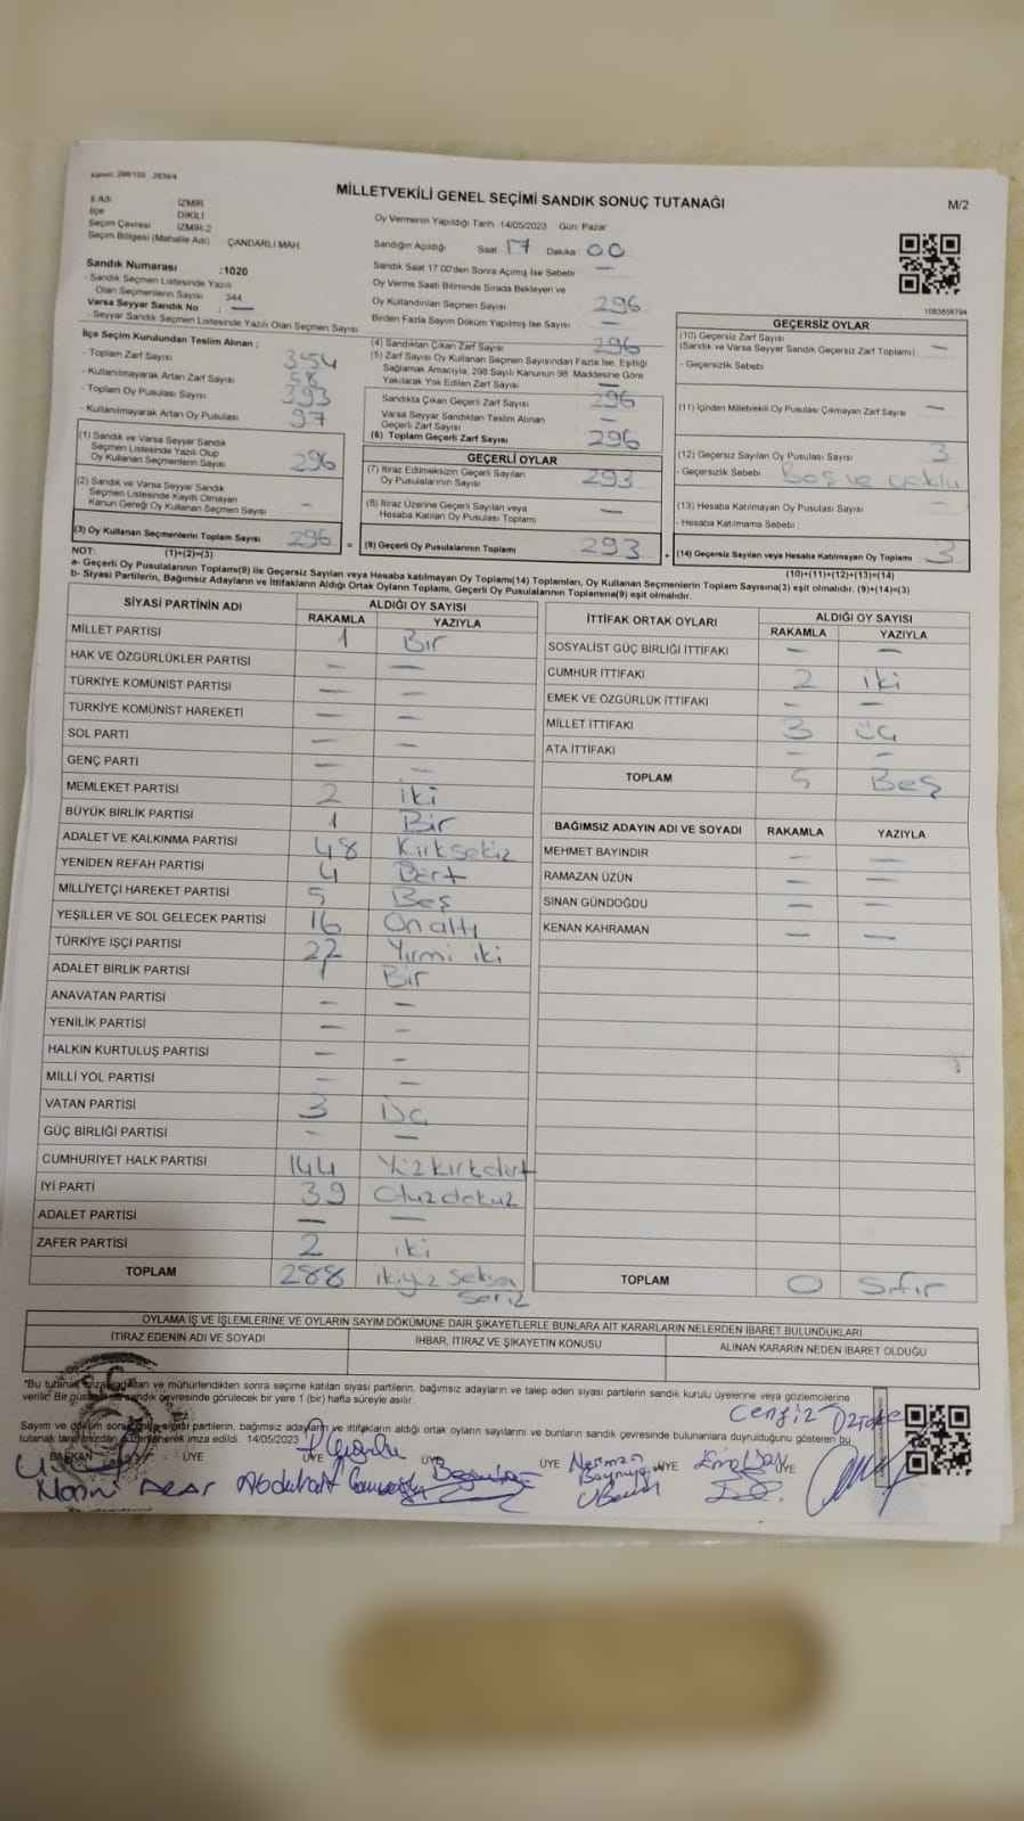 MİLLETVEKİLİ GENEL SEÇİMİ SANDIK SONUÇ TUTANAĞI
M/2
İl Adı İZMİR
İlçe DİKİLİ
Seçim Çevresi İZMİR-2
Seçim Bölgesi (Mahalle Adı) ÇANDARLI MAH.
Sandık Numarası :1020
- Sandık Seçmen Listesinde Yazılı
Olan Seçmenlerin Sayısı 344
Varsa Seyyar Sandık No —
- Seyyar Sandık Seçmen Listesinde Yazılı Olan Seçmen Sayısı
Oy Vermenin Yapıldığı Tarih 14/05/2023 Gün: Pazar
Sandığın Açıldığı Saat 17 Dakika 00
Sandık Saat 17.00'den Sonra Açılmış İse Sebebi —
Oy Verme Saati Bitiminde Sırada Bekleyen ve
Oy Kullandırılan Seçmen Sayısı 296
Birden Fazla Sayım Döküm Yapılmış İse Sayısı —
1083858794
İlçe Seçim Kurulundan Teslim Alınan :
- Toplam Zarf Sayısı 354
- Kullanılmayarak Artan Zarf Sayısı 58
- Toplam Oy Pusulası Sayısı 393
- Kullanılmayarak Artan Oy Pusulası 97
(1) Sandık ve Varsa Seyyar Sandık
Seçmen Listesinde Yazılı Olup
Oy Kullanan Seçmenlerin Sayısı 296
(2) Sandık ve Varsa Seyyar Sandık
Seçmen Listesinde Kayıtlı Olmayan
Kanun Gereği Oy Kullanan Seçmen Sayısı -
(3) Oy Kullanan Seçmenlerin Toplam Sayısı 296
(4) Sandıktan Çıkan Zarf Sayısı 296
(5) Zarf Sayısı Oy Kullanan Seçmen Sayısından Fazla İse, Eşitliği
Sağlamak Amacıyla, 298 Sayılı Kanunun 98. Maddesine Göre
Yakılarak Yok Edilen Zarf Sayısı —
Sandıkta Çıkan Geçerli Zarf Sayısı 296
Varsa Seyyar Sandıktan Teslim Alınan
Geçerli Zarf Sayısı —
(6) Toplam Geçerli Zarf Sayısı 296
GEÇERLİ OYLAR
(7) İtiraz Edilmeksizin Geçerli Sayılan
Oy Pusulalarının Sayısı 293
(8) İtiraz Üzerine Geçerli Sayılan veya
Hesaba Katılan Oy Pusulası Toplamı —
= (9) Geçerli Oy Pusulalarının Toplamı 293
GEÇERSİZ OYLAR
(10) Geçersiz Zarf Sayısı
(Sandık ve Varsa Seyyar Sandık Geçersiz Zarf Toplamı) —
- Geçersizlik Sebebi
(11) İçinden Milletvekili Oy Pusulası Çıkmayan Zarf Sayısı —
(12) Geçersiz Sayılan Oy Pusulası Sayısı 3
- Geçersizlik Sebebi Boş ve
(13) Hesaba Katılmayan Oy Pusulası Sayısı —
- Hesaba Katılmama Sebebi :
+ (14) Geçersiz Sayılan veya Hesaba Katılmayan Oy Toplamı 3
NOT: (1)+(2)=(3) (10)+(11)+(12)+(13)=(14)
a- Geçerli Oy Pusulalarının Toplamı(9) ile Geçersiz Sayılan veya Hesaba katılmayan Oy Toplamı(14) Toplamları, Oy Kullanan Seçmenlerin Toplam Sayısına(3) eşit olmalıdır. (9)+(14)=(3)
b- Siyasi Partilerin, Bağımsız Adayların ve İttifakların Aldığı Ortak Oyların Toplamı, Geçerli Oy Pusulalarının Toplamına(9) eşit olmalıdır.
SİYASİ PARTİNİN ADI ALDIĞI OY SAYISI
RAKAMLA YAZIYLA
MİLLET PARTİSİ 1 Bir
HAK VE ÖZGÜRLÜKLER PARTİSİ — —
TÜRKİYE KOMÜNİST PARTİSİ — —
TÜRKİYE KOMÜNİST HAREKETİ — —
SOL PARTİ — —
GENÇ PARTİ — —
MEMLEKET PARTİSİ 2 iki
BÜYÜK BİRLİK PARTİSİ 1 Bir
ADALET VE KALKINMA PARTİSİ 48 Kırksekiz
YENİDEN REFAH PARTİSİ 4 Dört
MİLLİYETÇİ HAREKET PARTİSİ 5 Beş
YEŞİLLER VE SOL GELECEK PARTİSİ 16 Onaltı
TÜRKİYE İŞÇİ PARTİSİ 22 Yirmi iki
ADALET BİRLİK PARTİSİ 1 Bir
ANAVATAN PARTİSİ — —
YENİLİK PARTİSİ — —
HALKIN KURTULUŞ PARTİSİ — —
MİLLİ YOL PARTİSİ — —
VATAN PARTİSİ 3 Üç
GÜÇ BİRLİĞİ PARTİSİ — —
CUMHURİYET HALK PARTİSİ 144 Yüzkırkdört
İYİ PARTİ 39 Otuzdokuz
ADALET PARTİSİ — —
ZAFER PARTİSİ 2 iki
TOPLAM 288 ikiyüz Seksen
Sekiz
İTTİFAK ORTAK OYLARI ALDIĞI OY SAYISI
RAKAMLA YAZIYLA
SOSYALİST GÜÇ BİRLİĞİ İTTİFAKI — —
CUMHUR İTTİFAKI 2 iki
EMEK VE ÖZGÜRLÜK İTTİFAKI — —
MİLLET İTTİFAKI 3 üç
ATA İTTİFAKI — —
TOPLAM 5 Beş
BAĞIMSIZ ADAYIN ADI VE SOYADI RAKAMLA YAZIYLA
MEHMET BAYINDIR — —
RAMAZAN UZÜN — —
SİNAN GÜNDOĞDU — —
KENAN KAHRAMAN — —
TOPLAM 0 Sıfır
OYLAMA İŞ VE İŞLEMLERİNE VE OYLARIN SAYIM DÖKÜMÜNE DAİR ŞİKAYETLERLE BUNLARA AİT KARARLARIN NELERDEN İBARET BULUNDUKLARI
İTİRAZ EDENİN ADI VE SOYADI İHBAR, İTİRAZ VE ŞİKAYETİN KONUSU ALINAN KARARIN NEDEN İBARET OLDUĞU
"Bu tutanak ve mühürlendikten sonra seçime katılan siyasi partilerin, bağımsız adayların ve talep eden siyasi partilerin sandık kurulu üyelerine veya gözlemcilerine
verilir. Bir sandık çevresinde görülecek bir yere 1 (bir) hafta süreyle asılır.
Sayım ve döküm siyasi partilerin, bağımsız adayların ve ittifakların aldığı ortak oyların sayılarını ve bunların sandık çevresinde bulunanlara duyrulduğunu gösteren bu
tutanak imza edildi. 14/05/2023
Cengiz
BAŞKAN ÜYE ÜYE ÜYE ÜYE ÜYE ÜYE
Nerman